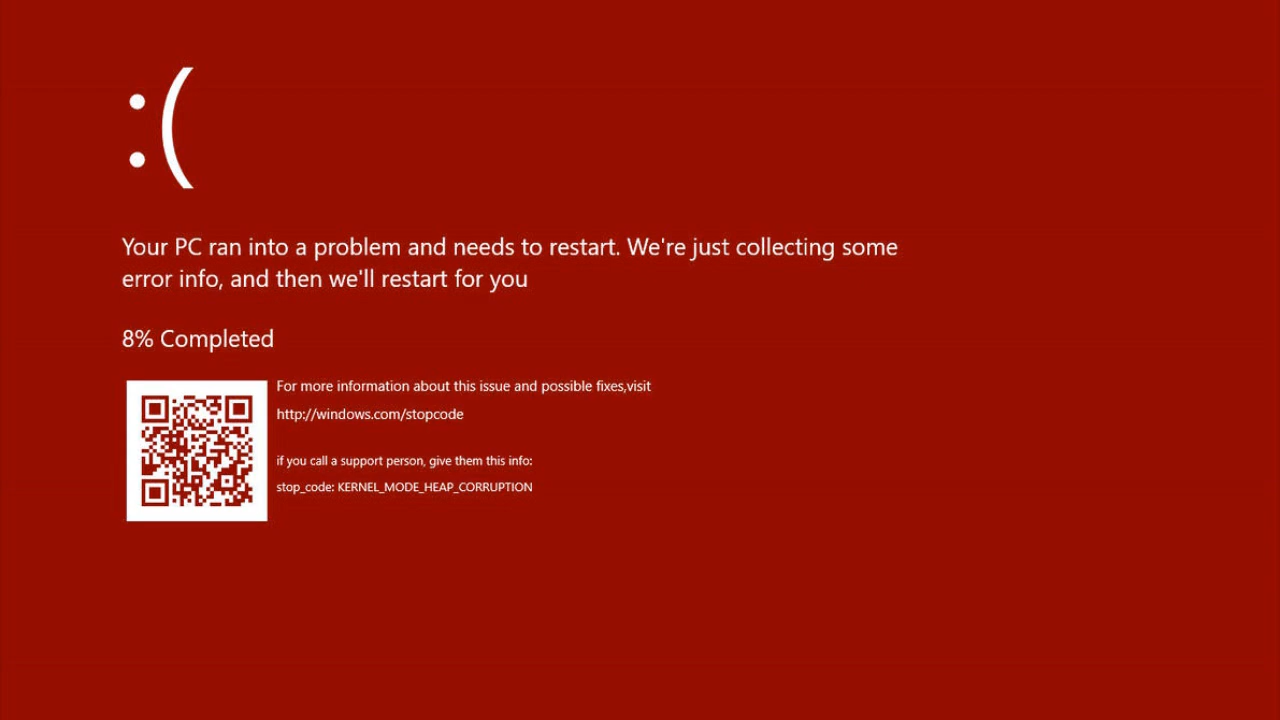 :(
Your PC ran into a problem and needs to restart. We're just collecting some
error info, and then we'll restart for you
8% Completed
For more information about this issue and possible fixes,visit
http://windows.com/stopcode
if you call a support person, give them this info:
stop_code: KERNEL_MODE_HEAP_CORRUPTION